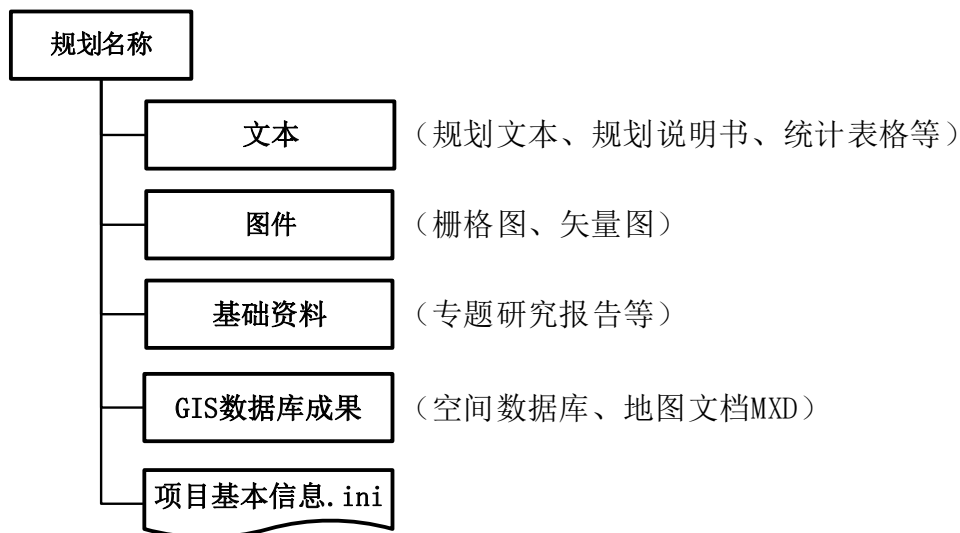 规划名称
文本 （规划文本、规划说明书、统计表格等）
图件 （栅格图、矢量图）
基础资料 （专题研究报告等）
GIS数据库成果 （空间数据库、地图文档MXD）
项目基本信息.ini